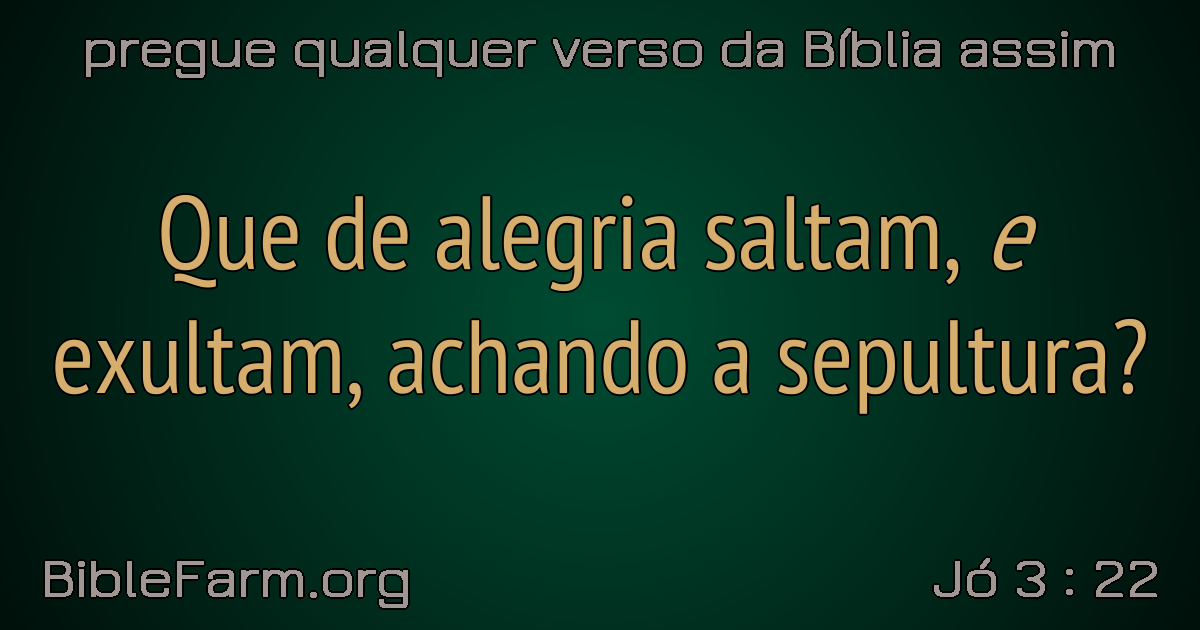 pregue qualquer verso da Bíblia assim
Que de alegria saltam, e
exultam, achando a sepultura?
BibleFarm.org
Jó 3 : 22